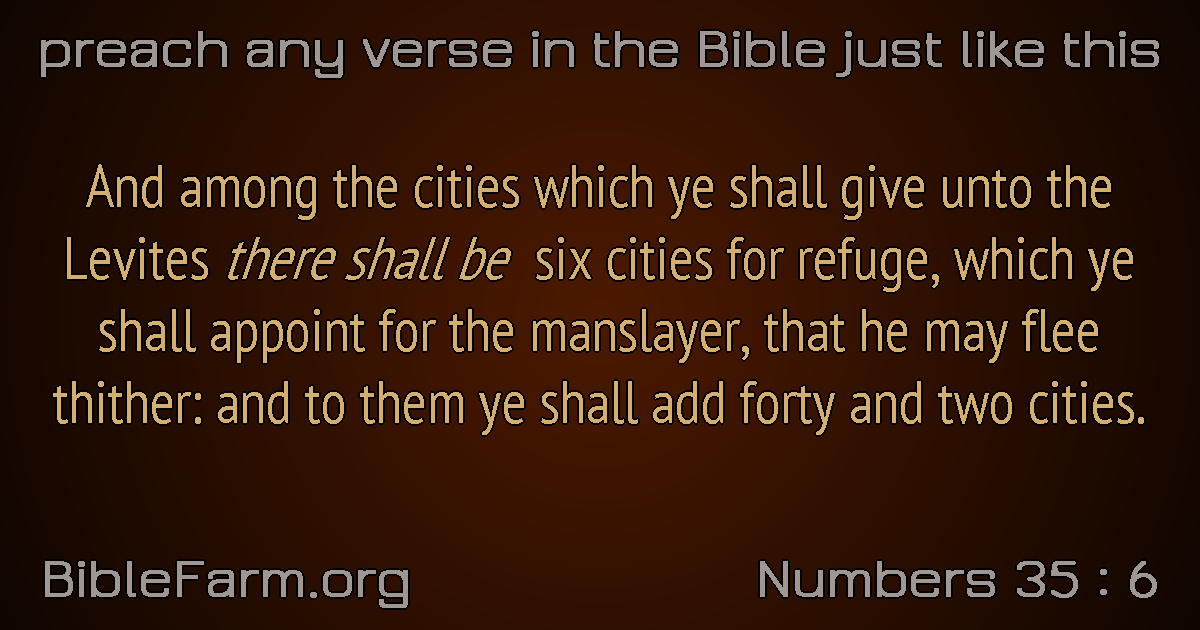 preach any verse in the Bible just like this
And among the cities which ye shall give unto the
Levites there shall be six cities for refuge, which ye
shall appoint for the manslayer, that he may flee
thither: and to them ye shall add forty and two cities.
BibleFarm.org
Numbers 35 : 6